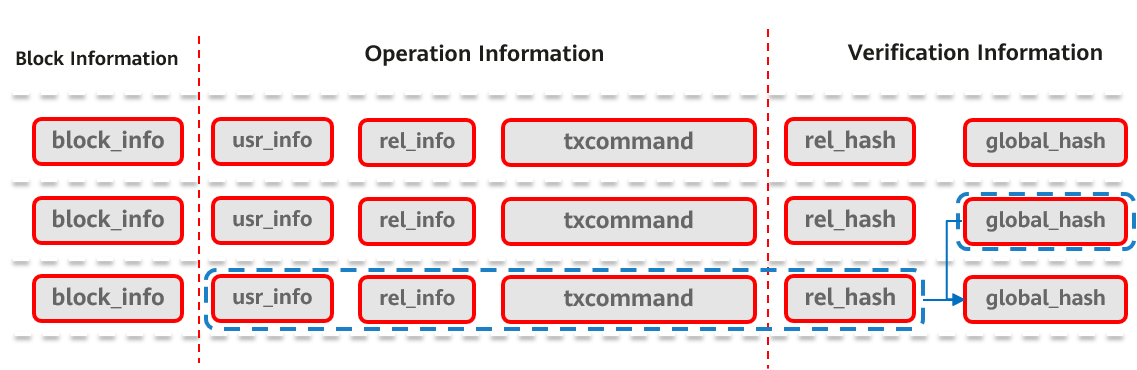 Block Information Operation Information Verification Information
block_info usr_info rel_info txcommand rel_hash global_hash
block_info usr_info rel_info txcommand rel_hash global_hash
block_info usr_info rel_info txcommand rel_hash global_hash